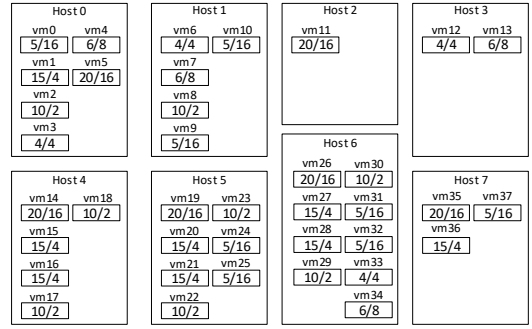 Host 0
vm0 vm4
5/16 6/8
vm1 vm5
15/4 20/16
vm2
10/2
vm3
4/4
Host 1
vm6 vm10
4/4 5/16
vm7
6/8
vm8
10/2
vm9
5/16
Host 2
vm11
20/16
Host 3
vm12 vm13
4/4 6/8
Host 4
vm14 vm18
20/16 10/2
vm15
15/4
vm16
15/4
vm17
10/2
Host 5
vm19 vm23
20/16 10/2
vm20 vm24
15/4 5/16
vm21 vm25
15/4 5/16
vm22
10/2
Host 6
vm26 vm30
20/16 10/2
vm27 vm31
15/4 5/16
vm28 vm32
15/4 5/16
vm29 vm33
10/2 4/4
vm34
6/8
Host 7
vm35 vm37
20/16 5/16
vm36
15/4